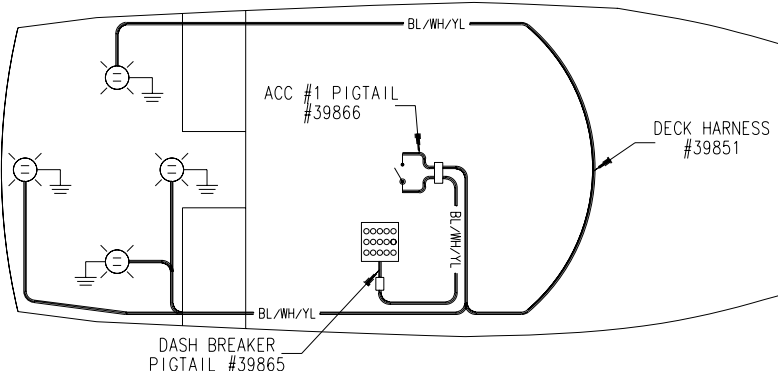 BL/WH/YL
ACC #1 PIGTAIL
#39866
DECK HARNESS
#39851
BL/WH/YL
BL/WH/YL
DASH BREAKER
PIGTAIL #39865